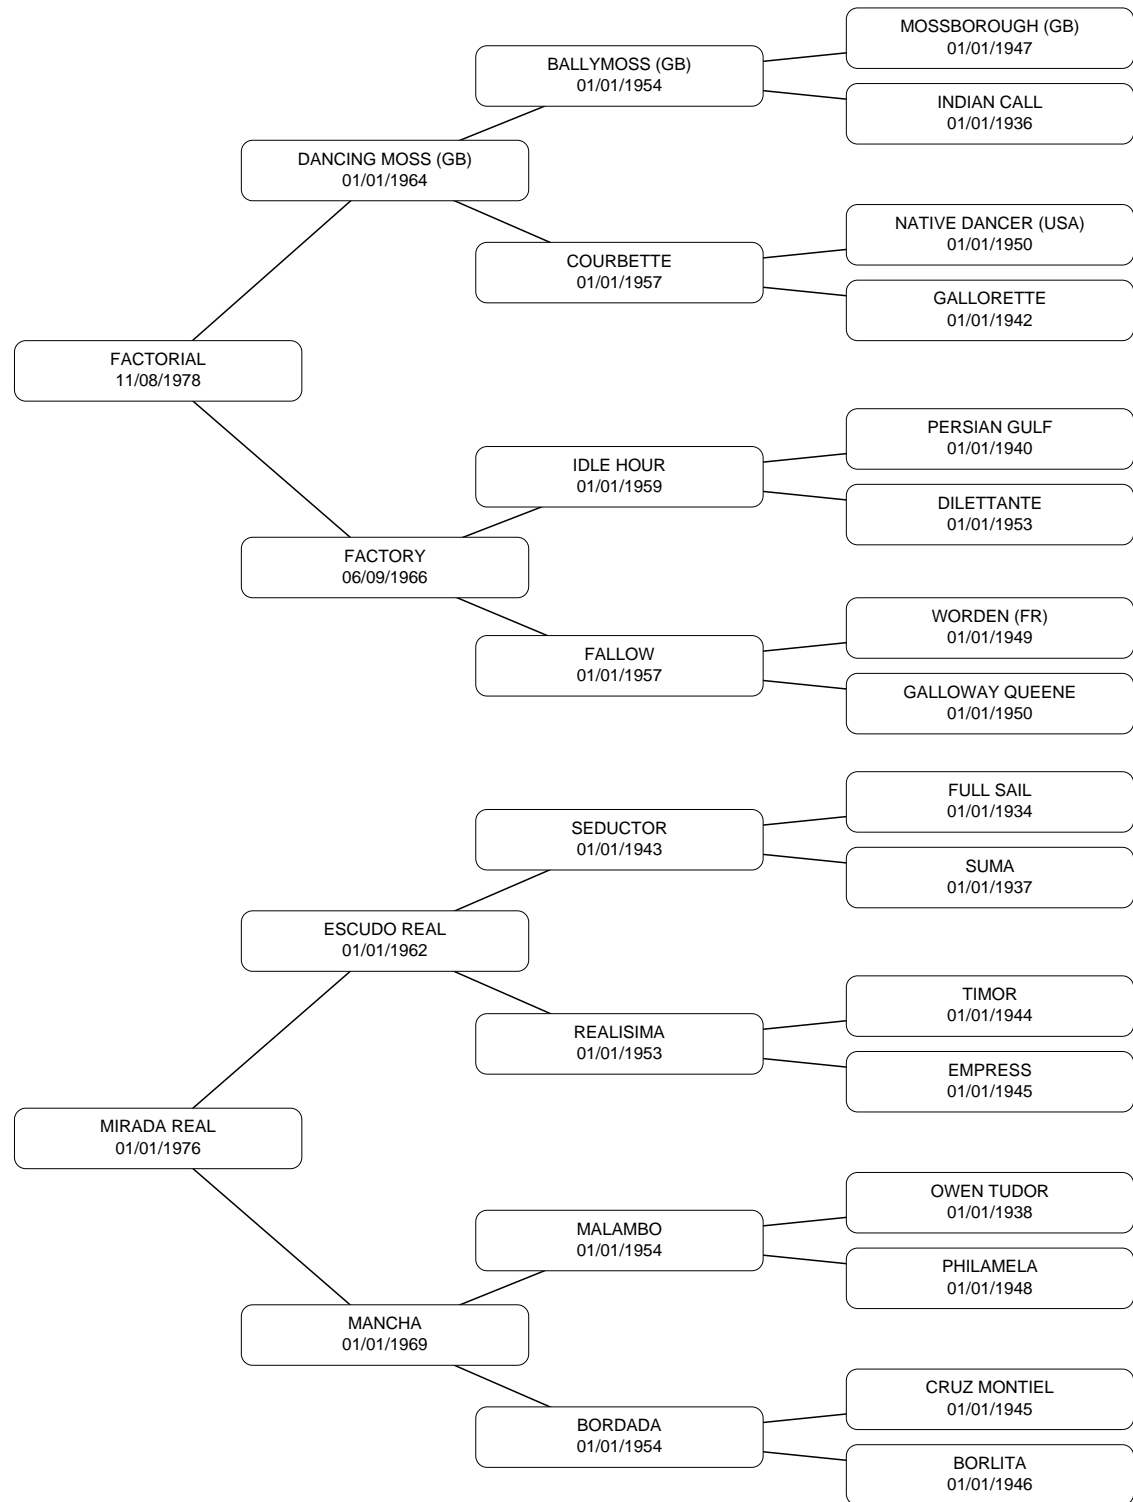 MOSSBOROUGH (GB)
01/01/1947
BALLYMOSS (GB)
01/01/1954
INDIAN CALL
01/01/1936
DANCING MOSS (GB)
01/01/1964
NATIVE DANCER (USA)
01/01/1950
COURBETTE
01/01/1957
GALLORETTE
01/01/1942
FACTORIAL
11/08/1978
PERSIAN GULF
01/01/1940
IDLE HOUR
01/01/1959
DILETTANTE
01/01/1953
FACTORY
06/09/1966
WORDEN (FR)
01/01/1949
FALLOW
01/01/1957
GALLOWAY QUEENE
01/01/1950
FULL SAIL
01/01/1934
SEDUCTOR
01/01/1943
SUMA
01/01/1937
ESCUDO REAL
01/01/1962
TIMOR
01/01/1944
REALISIMA
01/01/1953
EMPRESS
01/01/1945
MIRADA REAL
01/01/1976
OWEN TUDOR
01/01/1938
MALAMBO
01/01/1954
PHILAMELA
01/01/1948
MANCHA
01/01/1969
CRUZ MONTIEL
01/01/1945
BORDADA
01/01/1954
BORLITA
01/01/1946